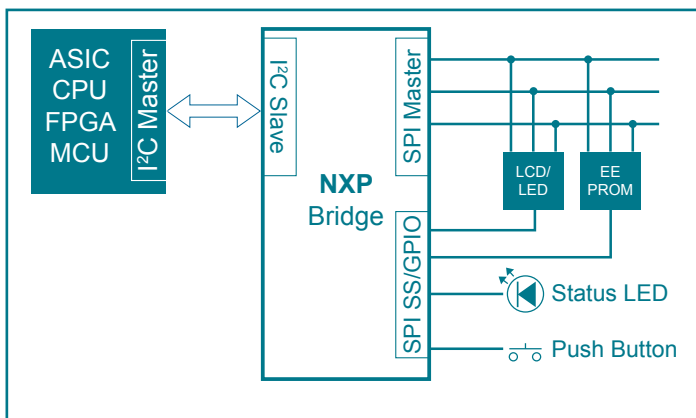 ASIC
CPU
FPGA
MCU
I²C Master
I²C Slave
NXP
Bridge
SPI Master
SPI SS/GPIO
LCD/
LED
EE
PROM
Status LED
Push Button